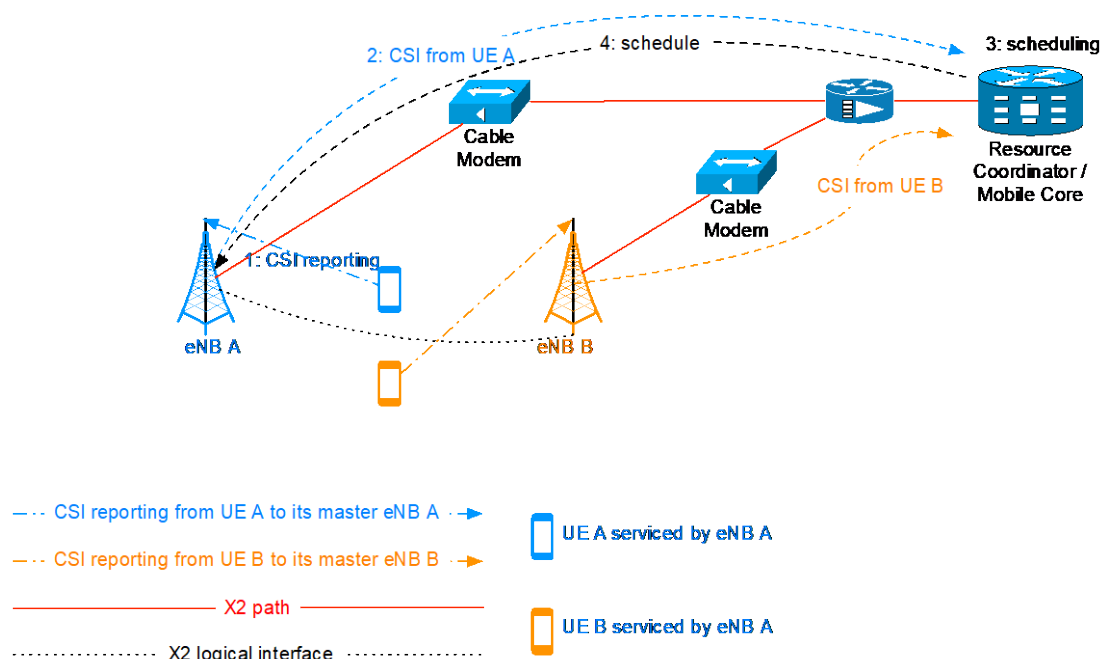 2: CSI from UE A
4: schedule
3: scheduling
Cable
Modem
Resource
Coordinator /
Mobile Core
CSI from UE B
Cable
Modem
1: CSI reporting
eNB A
eNB B
CSI reporting from UE A to its master eNB A
UE A serviced by eNB A
CSI reporting from UE B to its master eNB B
X2 path
UE B serviced by eNB A
X2 logical interface